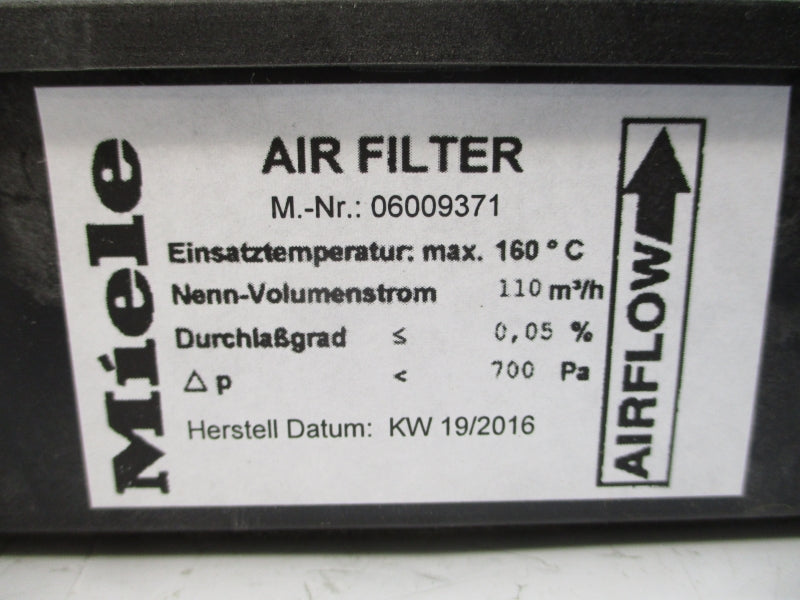 Miele
AIR FILTER
M.-Nr.: 06009371
Einsatztemperatur: max. 160 ° C
Nenn-Volumenstrom 110 m³/h
Durchlaßgrad ≤ 0,05 %
△ p < 700 Pa
Herstell Datum: KW 19/2016
AIRFLOW